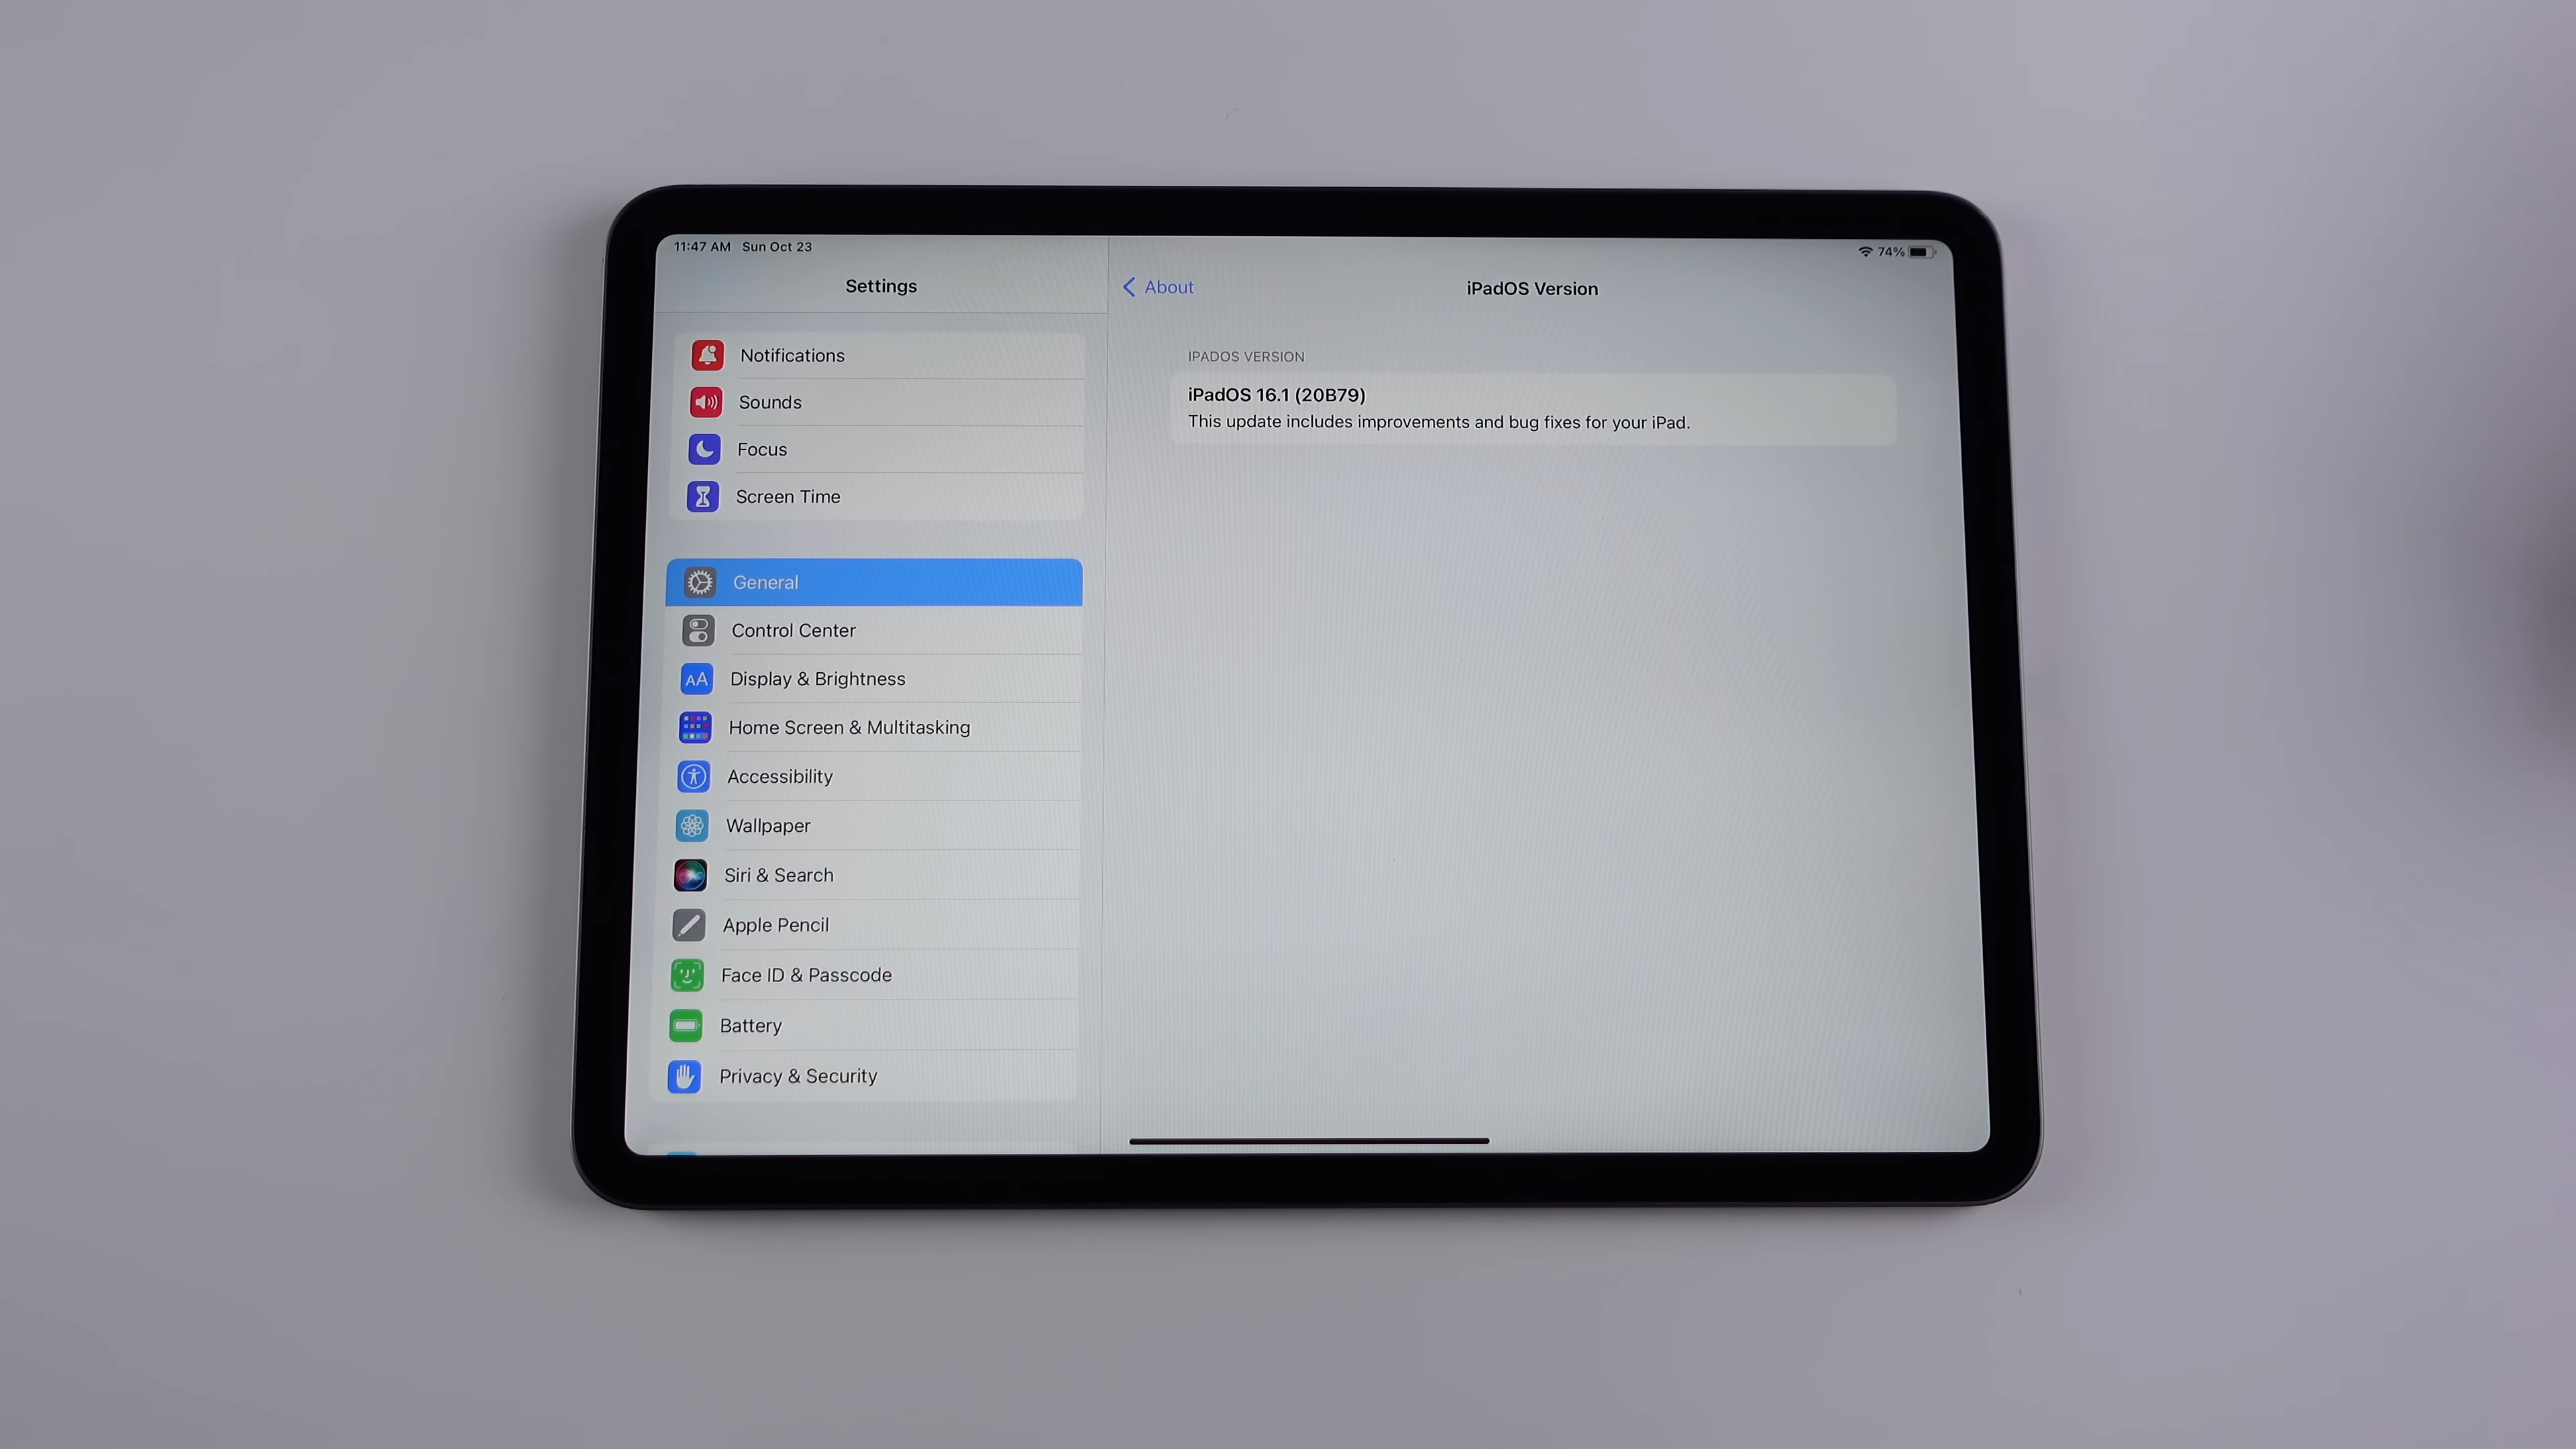 11:47 AM Sun Oct 23
74%
Settings
About
iPadOS Version
Notifications
Sounds
Focus
Screen Time
General
Control Center
AA Display & Brightness
Home Screen & Multitasking
Accessibility
Wallpaper
Siri & Search
Apple Pencil
Face ID & Passcode
Battery
Privacy & Security
IPADOS VERSION
iPadOS 16.1 (20B79)
This update includes improvements and bug fixes for your iPad.